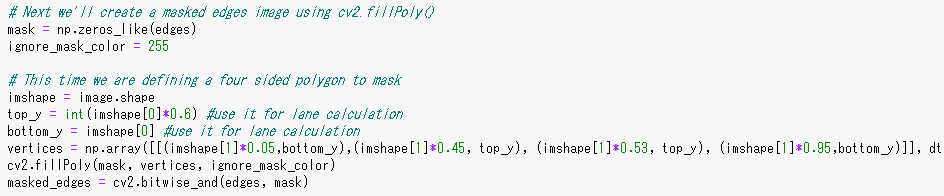 # Next we'll create a masked edges image using cv2.fillPoly()
mask = np.zeros_like(edges)
ignore_mask_color = 255
# This time we are defining a four sided polygon to mask
imshape = image.shape
top_y = int(imshape[0]*0.6) #use it for lane calculation
bottom_y = imshape[0] #use it for lane calculation
vertices = np.array([[(imshape[1]*0.05,bottom_y),(imshape[1]*0.45, top_y), (imshape[1]*0.53, top_y), (imshape[1]*0.95,bottom_y)]], dt
cv2.fillPoly(mask, vertices, ignore_mask_color)
masked_edges = cv2.bitwise_and(edges, mask)